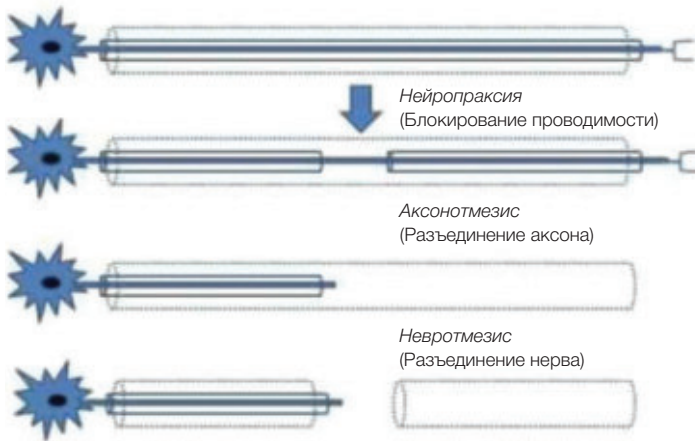 Нейропраксия
(Блокирование проводимости)
Аксонотмезис
(Разъединение аксона)
Невротмезис
(Разъединение нерва)